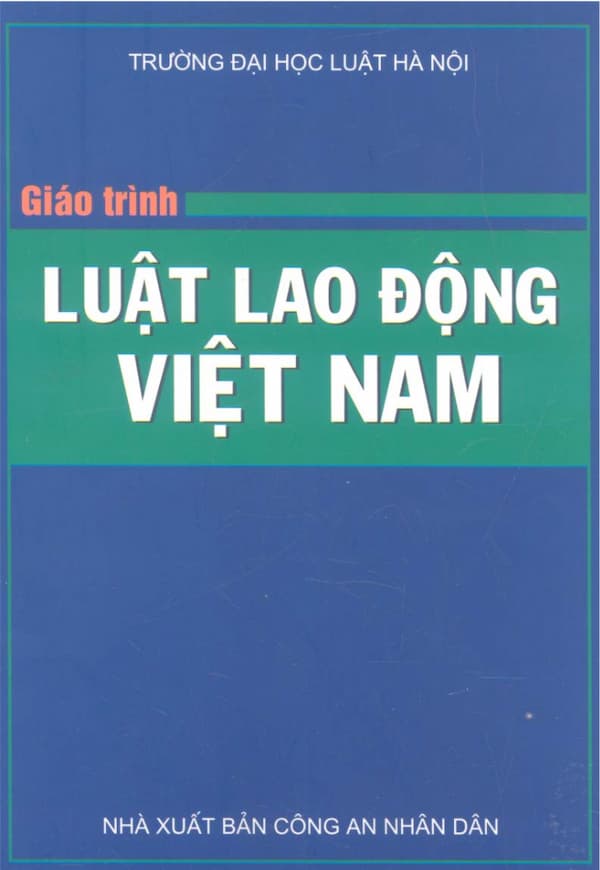 TRƯỜNG ĐẠI HỌC LUẬT HÀ NỘI
Giáo trình
LUẬT LAO ĐỘNG
VIỆT NAM
NHÀ XUẤT BẢN CÔNG AN NHÂN DÂN